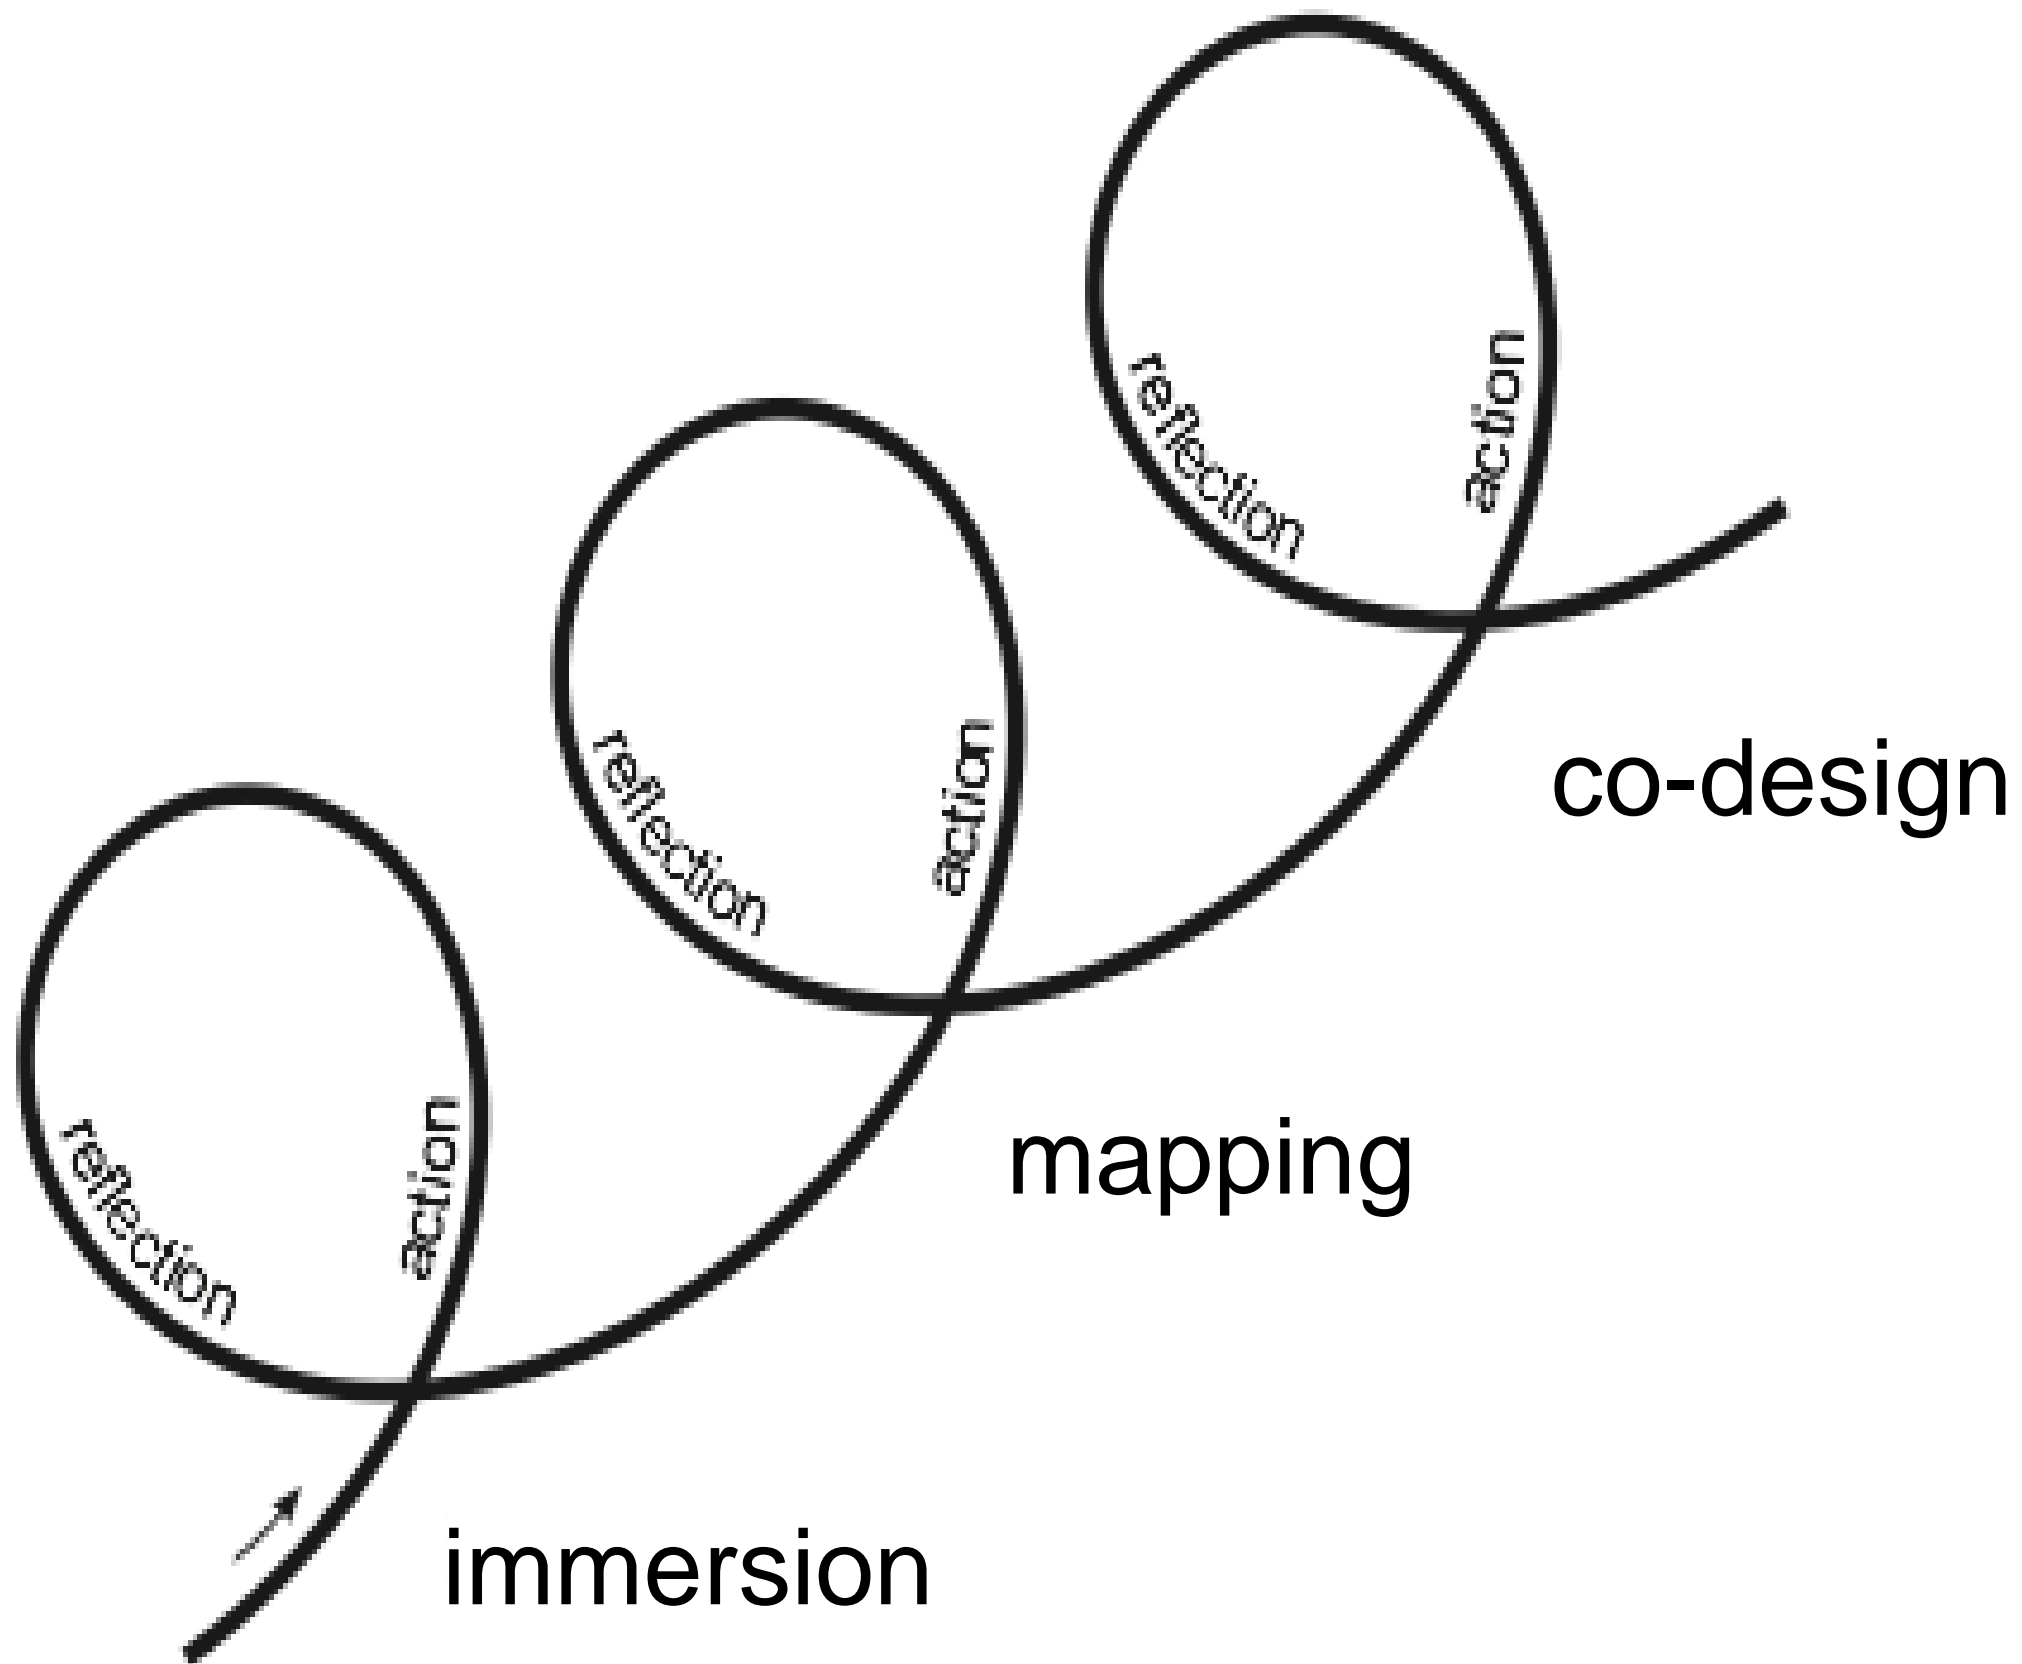 reflection
action
co-design
reflection
action
mapping
reflection
action
immersion